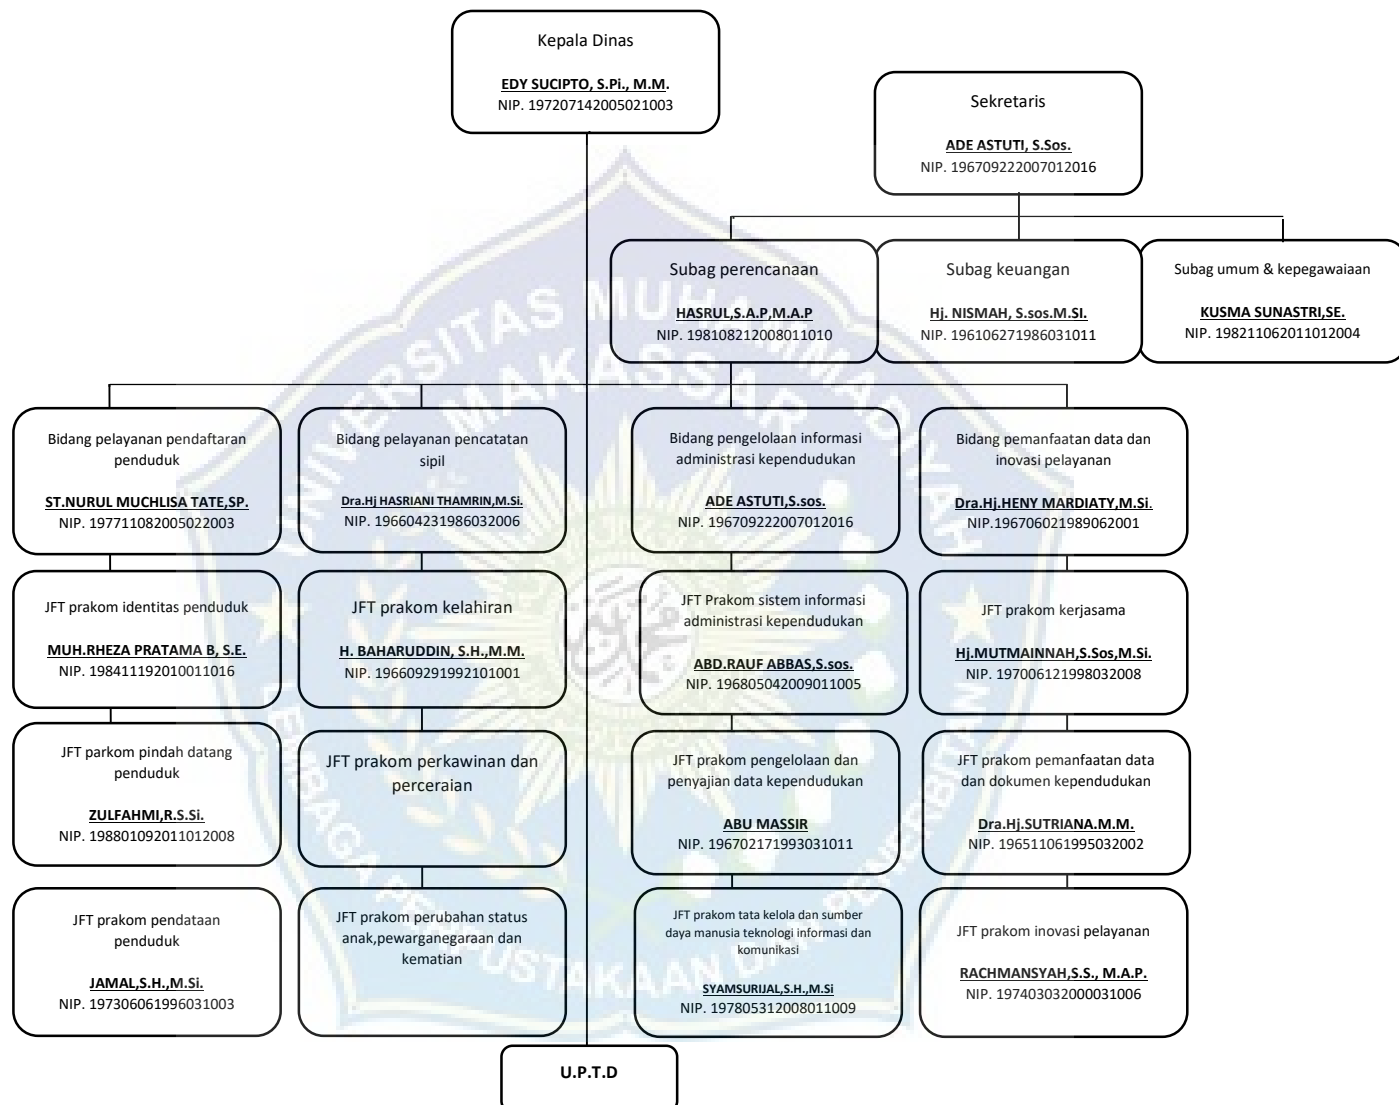 Kepala Dinas
EDY SUCIPTO, S.Pi., M.M.
NIP. 197207142005021003
Sekretaris
ADE ASTUTI, S.Sos.
NIP. 196709222007012016
Subag perencanaan
HASRUL,S.A.P,M.A.P
NIP. 198108212008011010
Subag keuangan
Hj. NISMAH, S.sos.M.SI.
NIP. 196106271986031011
Subag umum & kepegawaiaan
KUSMA SUNASTRI,SE.
NIP. 198211062011012004
Bidang pelayanan pendaftaran
penduduk
ST.NURUL MUCHLISA TATE,SP.
NIP. 197711082005022003
Bidang pelayanan pencatatan
sipil
Dra.Hj HASRIANI THAMRIN,M.Si.
NIP. 196604231986032006
Bidang pengelolaan informasi
administrasi kependudukan
ADE ASTUTI,S.sos.
NIP. 196709222007012016
Bidang pemanfaatan data dan
inovasi pelayanan
Dra.Hj.HENY MARDIATY,M.Si.
NIP.196706021989062001
JFT prakom identitas penduduk
MUH.RHEZA PRATAMA B, S.E.
NIP. 198411192010011016
JFT prakom kelahiran
H. BAHARUDDIN, S.H.,M.M.
NIP. 196609291992101001
JFT Prakom sistem informasi
administrasi kependudukan
ABD.RAUF ABBAS,S.sos.
NIP. 196805042009011005
JFT prakom kerjasama
Hj.MUTMAINNAH,S.Sos,M.Si.
NIP. 197006121998032008
JFT parkom pindah datang
penduduk
ZULFAHMI,R.S.Si.
NIP. 198801092011012008
JFT prakom perkawinan dan
perceraian
JFT prakom pengelolaan dan
penyajian data kependudukan
ABU MASSIR
NIP. 196702171993031011
JFT prakom pemanfaatan data
dan dokumen kependudukan
Dra.Hj.SUTRIANA.M.M.
NIP. 196511061995032002
JFT prakom pendataan
penduduk
JAMAL,S.H.,M.Si.
NIP. 197306061996031003
JFT prakom perubahan status
anak,pewarganegaraan dan
kematian
JFT prakom tata kelola dan sumber
daya manusia teknologi informasi dan
komunikasi
SYAMSURIJAL,S.H.,M.Si
NIP. 197805312008011009
JFT prakom inovasi pelayanan
RACHMANSYAH,S.S., M.A.P.
NIP. 197403032000031006
U.P.T.D
UNIVERSITAS MUHAMMADIYAH
MAKASSAR
LEMBAGA PERPUSTAKAAN DAN PENERBITAN